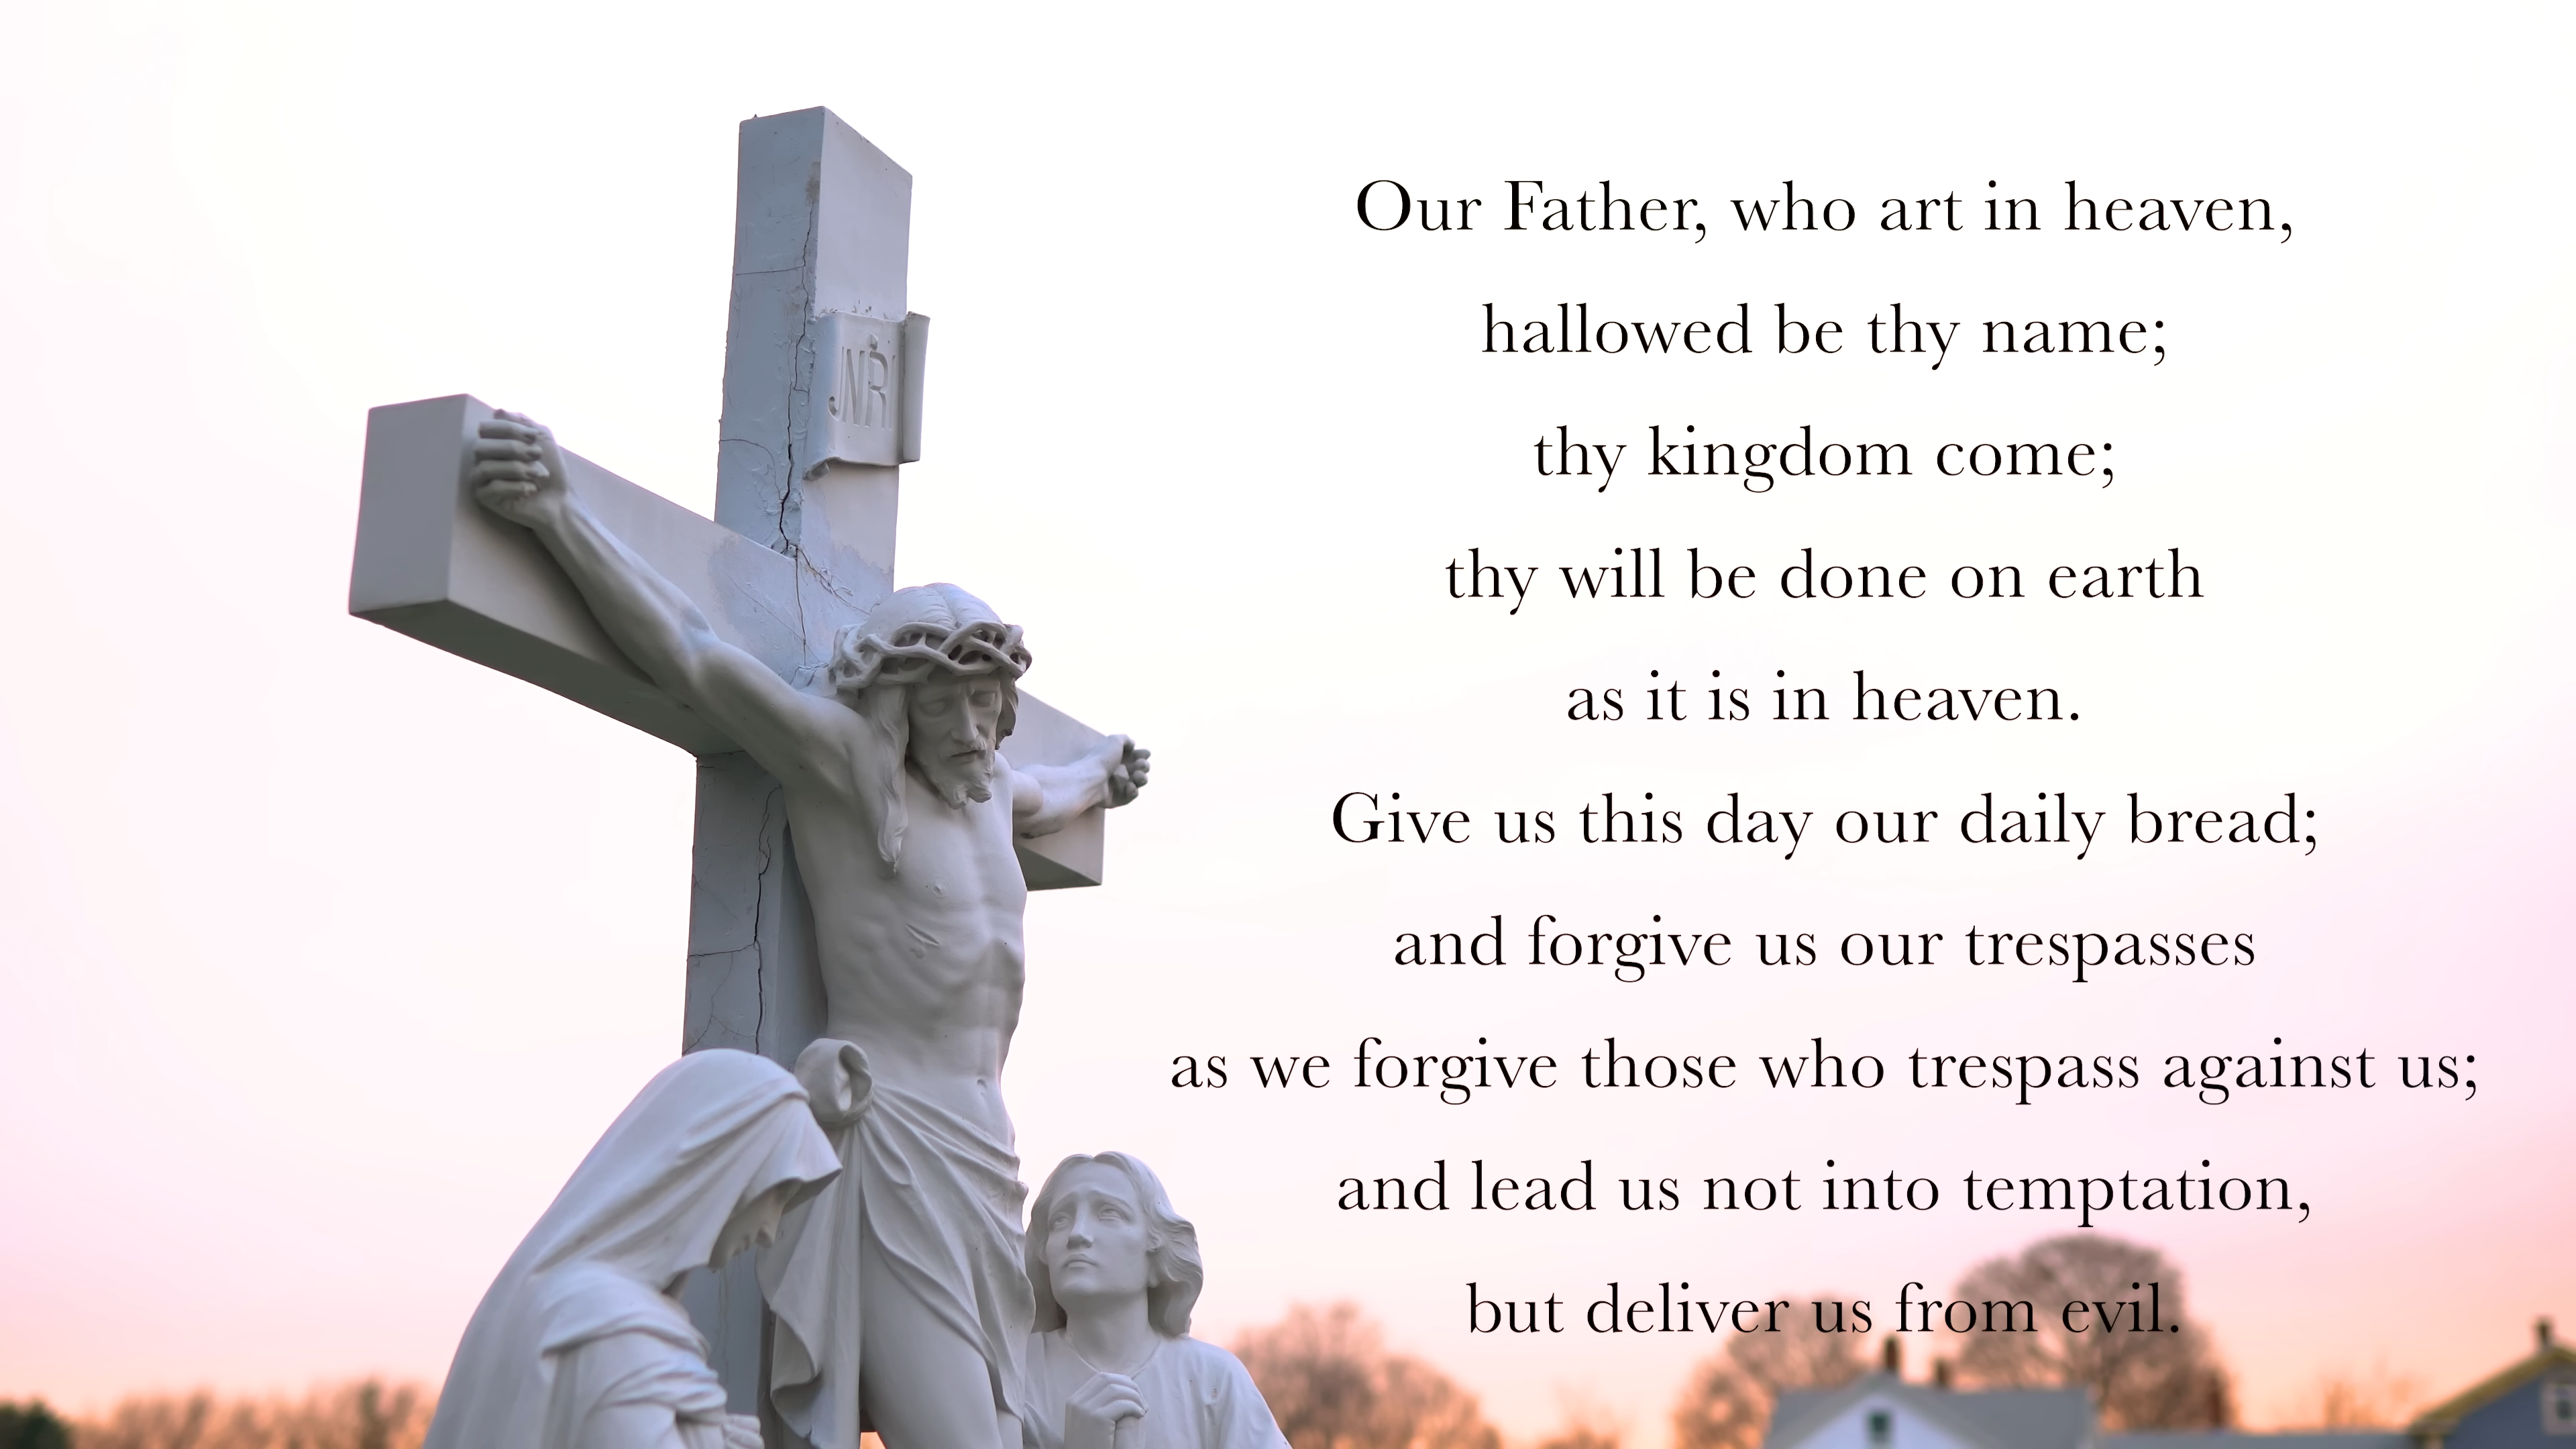 JNRI
Our Father, who art in heaven,
hallowed be thy name;
thy kingdom come;
thy will be done on earth
as it is in heaven.
Give us this day our daily bread;
and forgive us our trespasses
as we forgive those who trespass against us;
and lead us not into temptation,
but deliver us from evil.